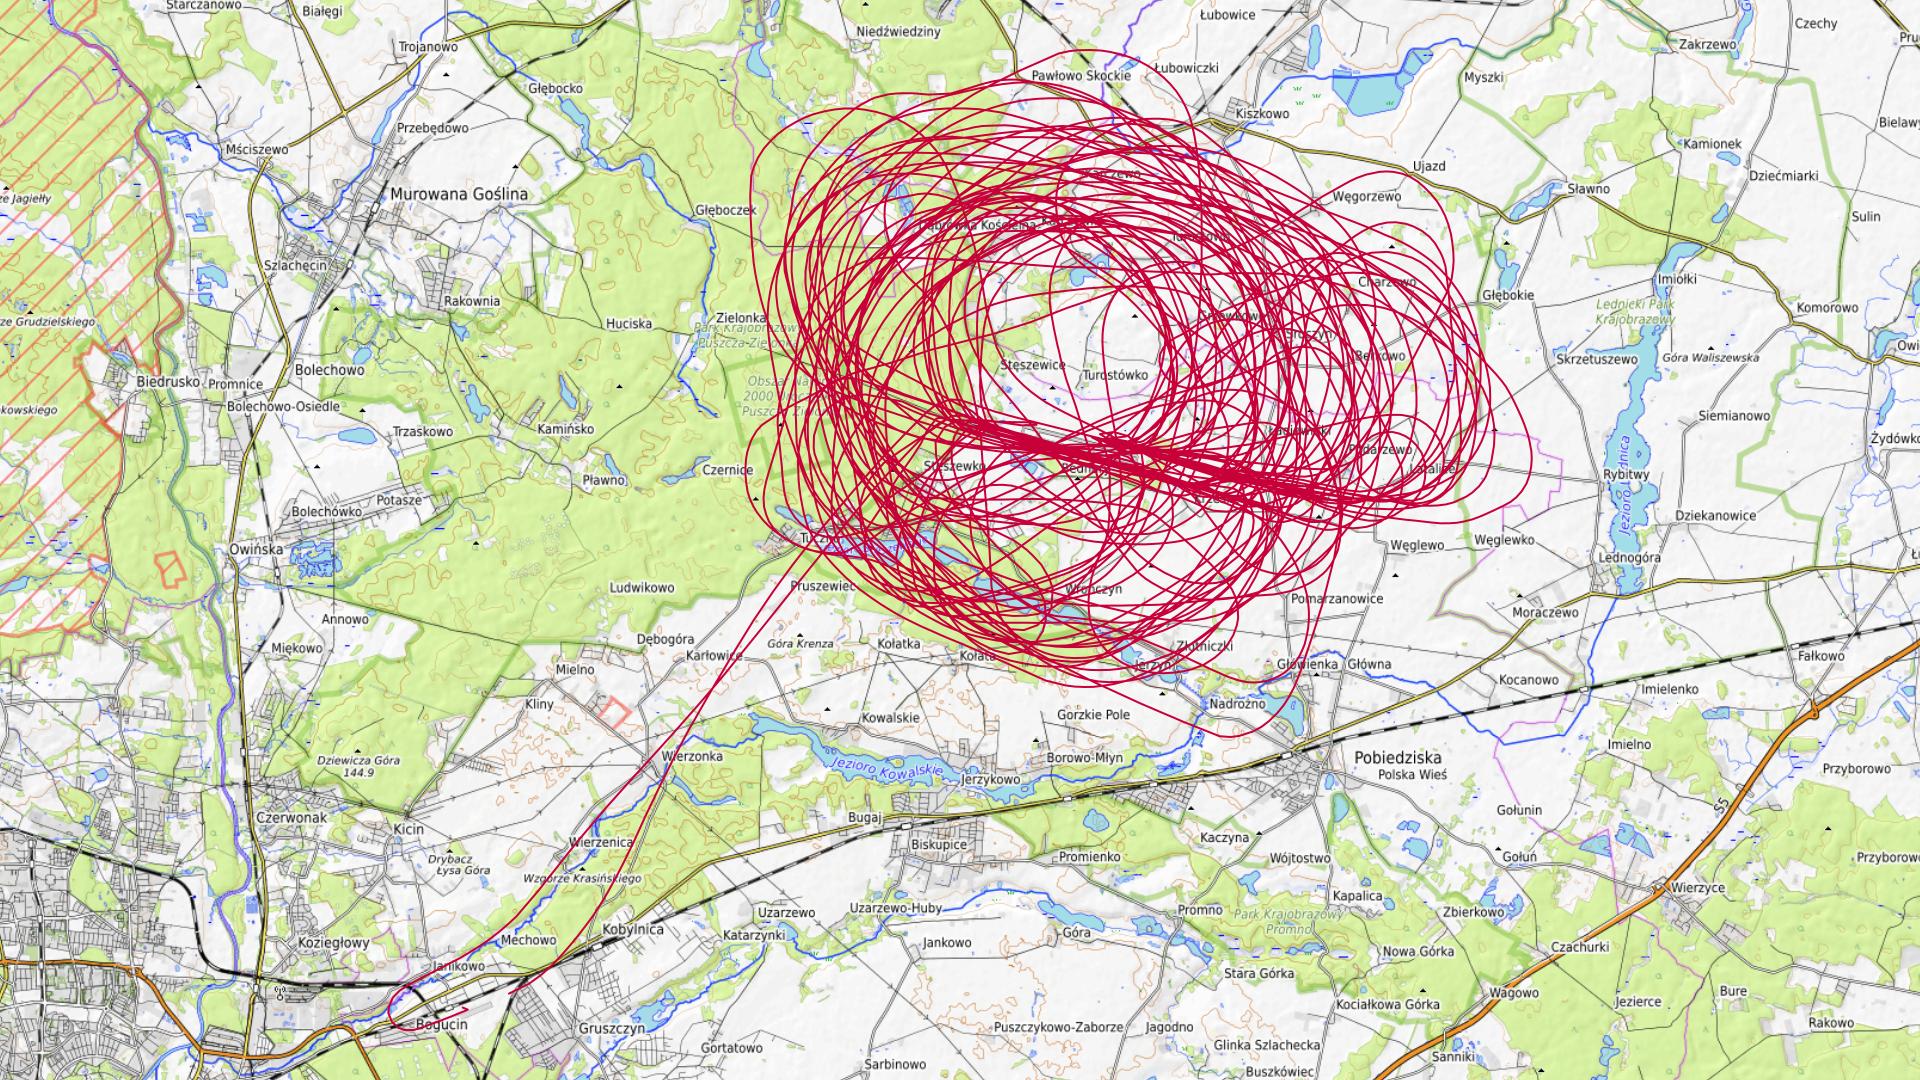 Starczanowo
Białęgi
Niedźwiedziny
Łubowice
Czechy
Trojanowo
Zakrzewo
Pawłowo Skockie
Łubowiczki
Myszki
Głębocko
Kiszkowo
Przebędowo
Mściszewo
Kamionek
Ujazd
Dziećmiarki
Sławno
Murowana Goślina
Węgorzewo
Głęboczek
Sulin
Dąbrówka Kościelna
Szlachęcin
Imiołki
Charzewo
Głębokie
Rakownia
Lednicki Park
Krajobrazowy
Komorowo
Zielonka
Huciska
Park Krajobrazowy
Puszcza Zielonka
Skrzetuszewo
Góra Waliszewska
Bolechowo
Stęszewice
Turostówko
Berkowo
Biedrusko
Promnice
Bolechowo-Osiedle
Siemianowo
Trzaskowo
Kamińsko
Czernice
Stęszewko
Pławno
Rybitwy
Jezioro Lednica
Potasze
Bolechówko
Dziekanowice
Owińska
Węglewo
Węglewko
Lednogóra
Pruszewiec
Ludwikowo
Wronczyn
Pomarzanowice
Moraczewo
Annowo
Dębogóra
Góra Krenza
Kołatka
Złotniczki
Miękowo
Karłowice
Kołata
Jerzyn
Główienka
Główna
Fałkowo
Mielno
Kocanowo
Imielenko
Kliny
Kowalskie
Gorzkie Pole
Nadrożno
Imielno
Dziewicza Góra
144.9
Wierzonka
Jezioro Kowalskie
Jerzykowo
Borowo-Młyn
Pobiedziska
Polska Wieś
Przyborowo
Gołunin
S5
Czerwonak
Kicin
Bugaj
Wierzenica
Biskupice
Kaczyna
Drybacz
Łysa Góra
Promienko
Wójtostwo
Gołuń
Wzgórze Krasińskiego
Wierzyce
Kapalica
Uzarzewo
Uzarzewo-Huby
Promno
Park Krajobrazowy
Promno
Zbierkowo
Kobylnica
Katarzynki
Koziegłowy
Mechowo
Jankowo
Góra
Czachurki
Nowa Górka
Janikowo
Stara Górka
Wagowo
Bure
Kociałkowa Górka
Jezierce
Bogucin
Gruszczyn
Puszczykowo-Zaborze
Jagodno
Rakowo
Gortatowo
Glinka Szlachecka
Sanniki
Sarbinowo
Buszkówiec